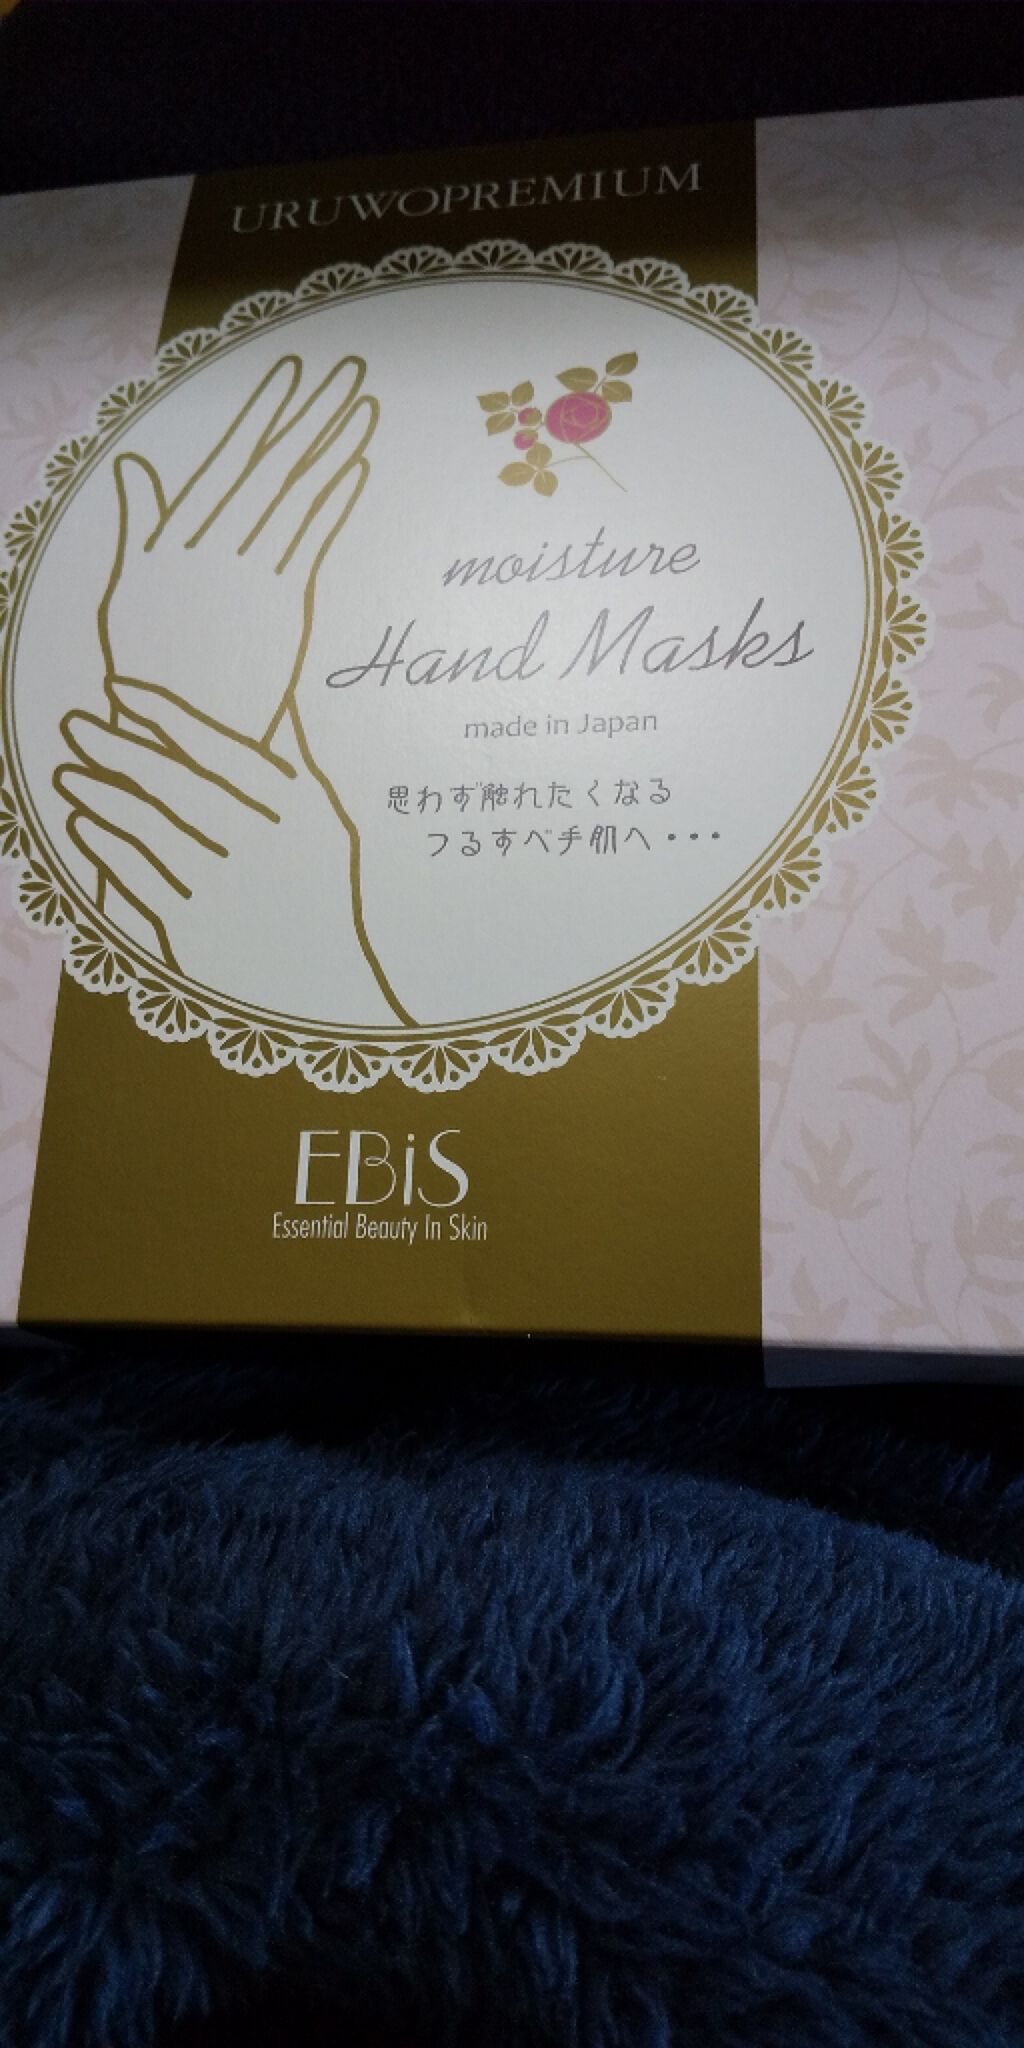 URUWOPREMIUM
moisture
Hand Masks
made in Japan
思わず触れたくなる
つるすべ手肌へ・・・
EBiS
Essential Beauty In Skin